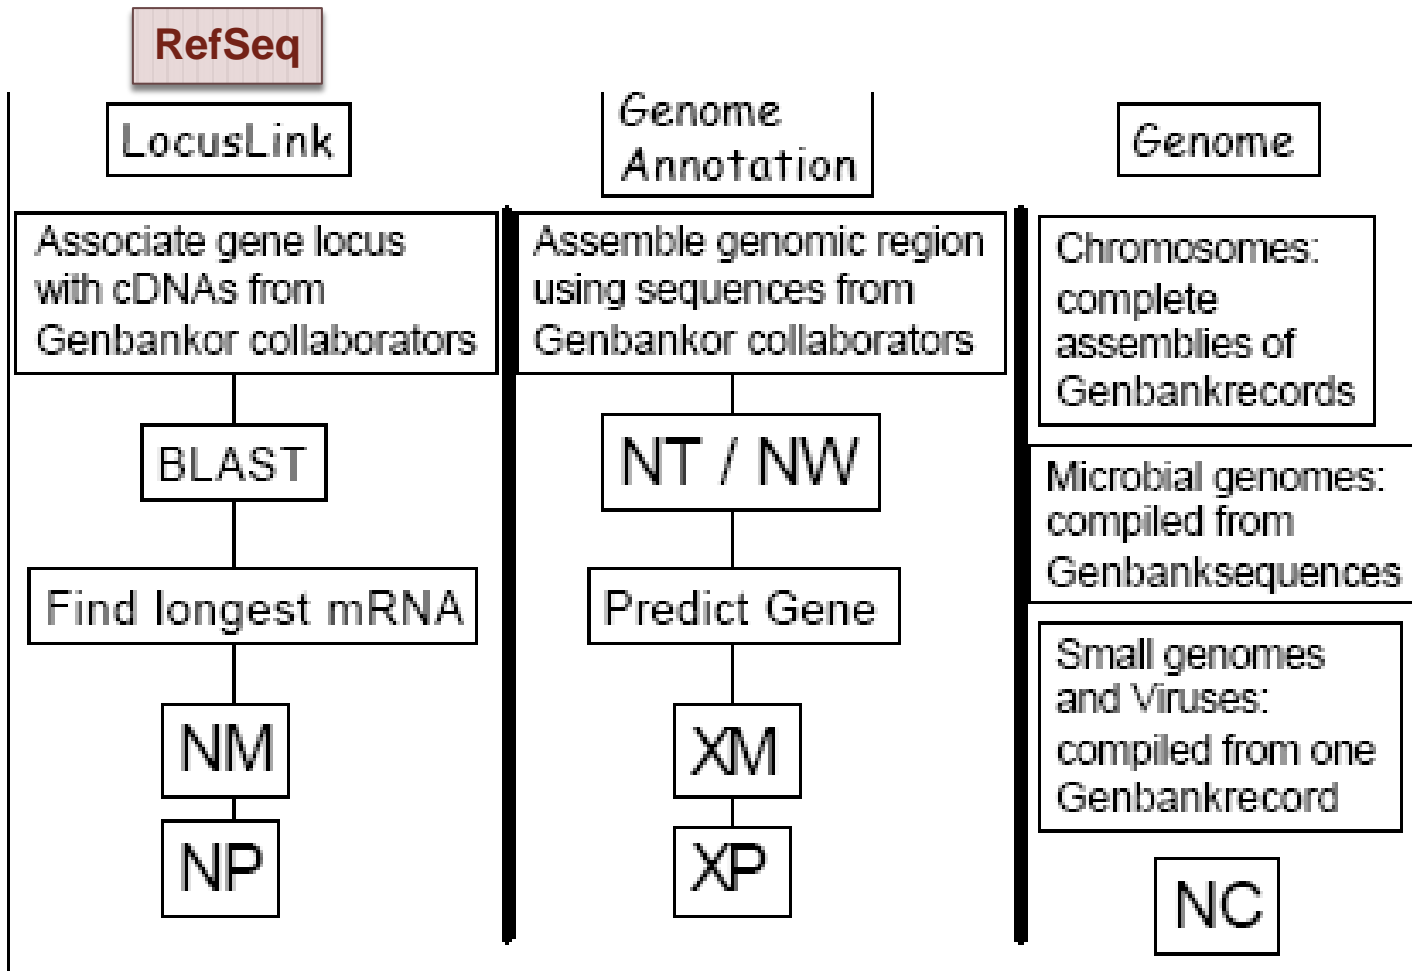 RefSeq
LocusLink
Associate gene locus
with cDNAs from
Genbankor collaborators
BLAST
Find longest mRNA
NM
NP
Genome
Annotation
Assemble genomic region
using sequences from
Genbankor collaborators
NT / NW
Predict Gene
XM
XP
Genome
Chromosomes:
complete
assemblies of
Genbankrecords
Microbial genomes:
compiled from
Genbanksequences
Small genomes
and Viruses:
compiled from one
Genbankrecord
NC